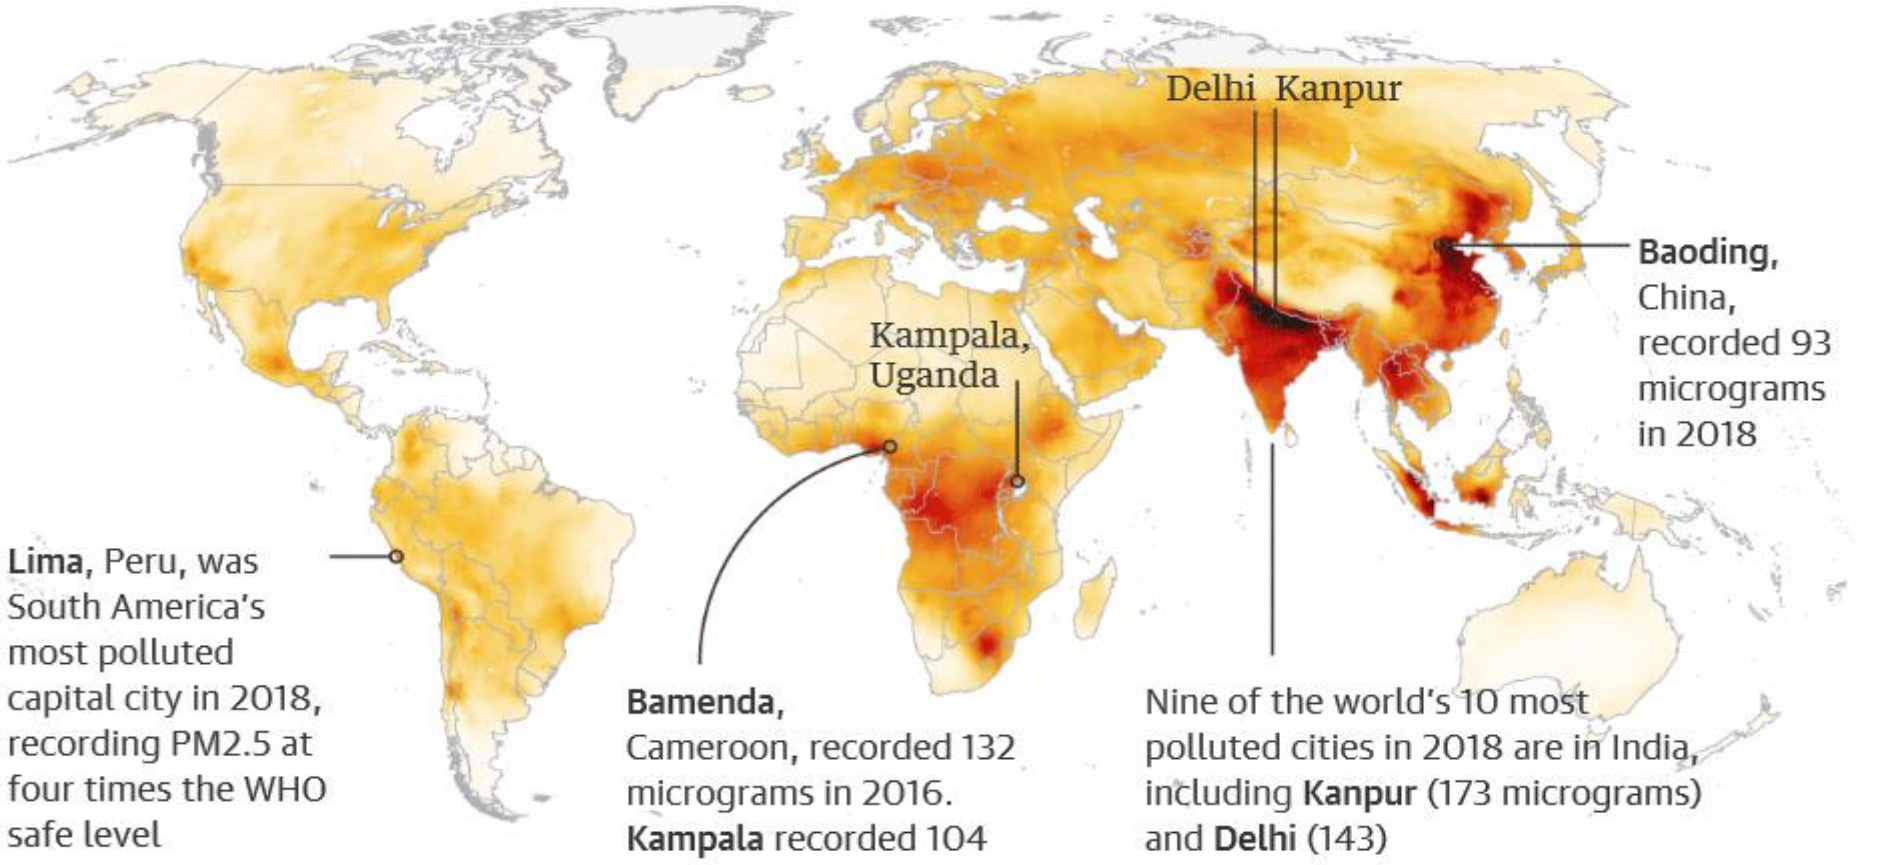 Delhi Kanpur
Baoding,
China,
recorded 93
micrograms
in 2018
Kampala,
Uganda
Lima, Peru, was
South America’s
most polluted
capital city in 2018,
recording PM2.5 at
four times the WHO
safe level
Bamenda,
Cameroon, recorded 132
micrograms in 2016.
Kampala recorded 104
Nine of the world’s 10 most
polluted cities in 2018 are in India,
including Kanpur (173 micrograms)
and Delhi (143)